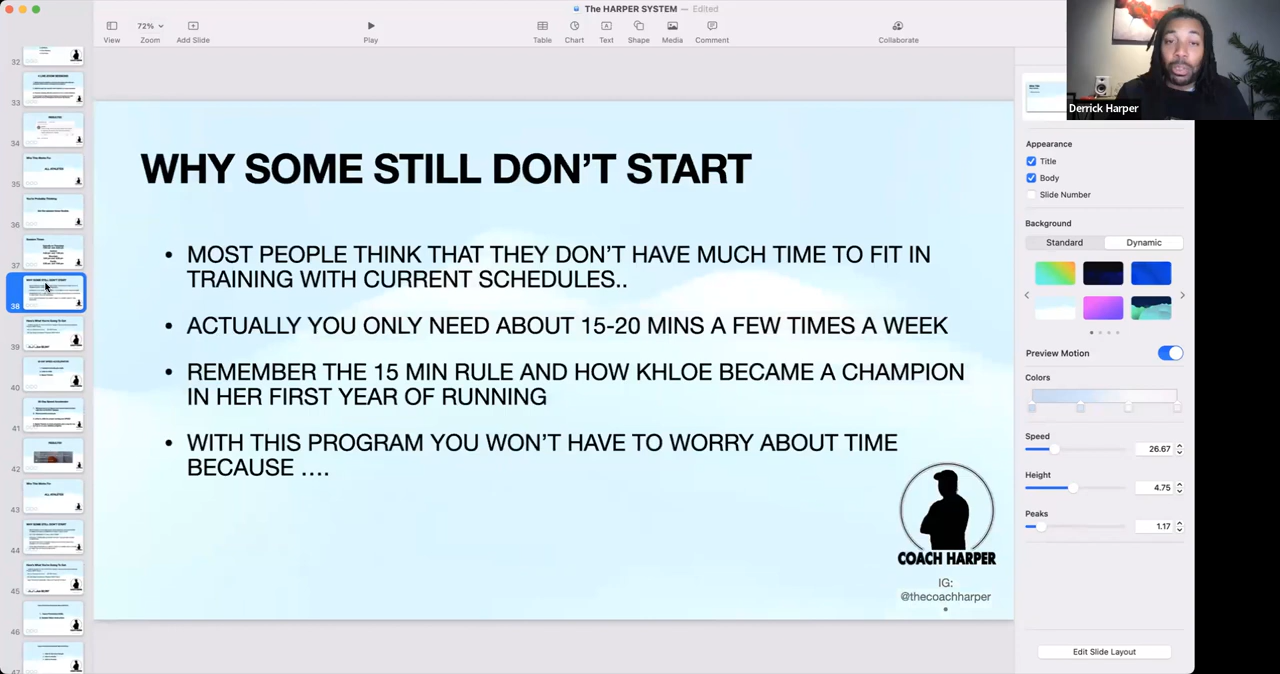 The HARPER SYSTEM — Edited
View
72%
Zoom
Add Slide
Play
Table
Chart
Text
Shape
Media
Comment
Collaborate
Derrick Harper
32
33
34
35
36
37
38
39
40
41
42
43
44
45
46
47
WHY SOME STILL DON’T START
• MOST PEOPLE THINK THAT THEY DON’T HAVE MUCH TIME TO FIT IN
TRAINING WITH CURRENT SCHEDULES..
• ACTUALLY YOU ONLY NEED ABOUT 15-20 MINS A FEW TIMES A WEEK
• REMEMBER THE 15 MIN RULE AND HOW KHLOE BECAME A CHAMPION
IN HER FIRST YEAR OF RUNNING
• WITH THIS PROGRAM YOU WON’T HAVE TO WORRY ABOUT TIME
BECAUSE ….
COACH HARPER
IG:
@thecoachharper
Appearance
Title
Body
Slide Number
Background
Standard
Dynamic
Preview Motion
Colors
Speed
26.67
Height
4.75
Peaks
1.17
Edit Slide Layout